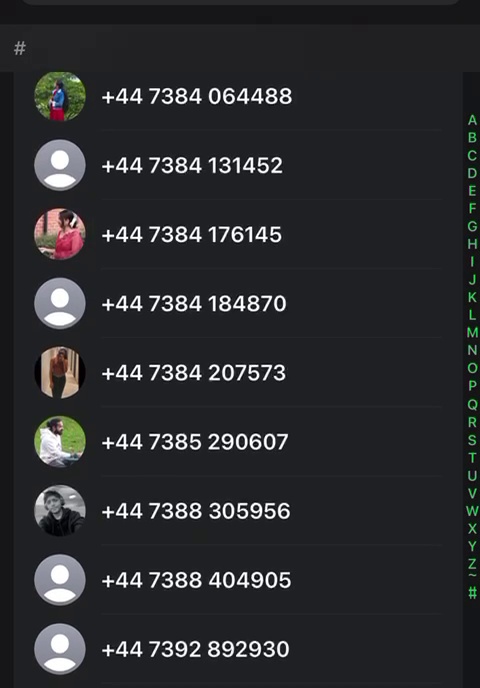 #
+44 7384 064488
+44 7384 131452
+44 7384 176145
+44 7384 184870
+44 7384 207573
+44 7385 290607
+44 7388 305956
+44 7388 404905
+44 7392 892930
A
B
C
D
E
F
G
H
I
J
K
L
M
N
O
P
Q
R
S
T
U
V
W
X
Y
Z
~
#